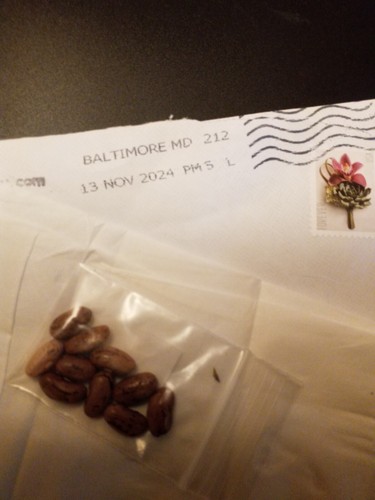 BALTIMORE MD 212
13 NOV 2024 PM 5 L
com